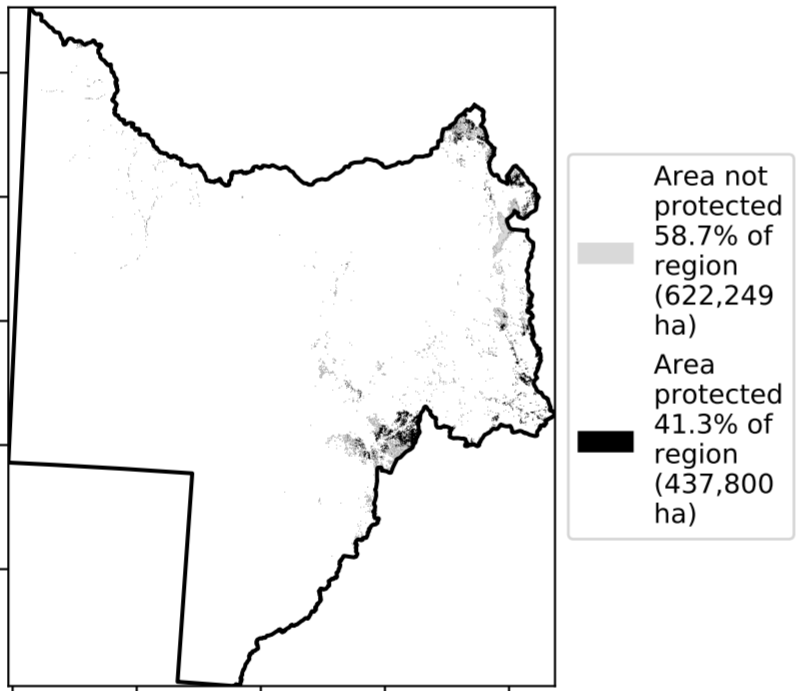 Area not
protected
58.7% of
region
(622,249
ha)
Area
protected
41.3% of
region
(437,800
ha)